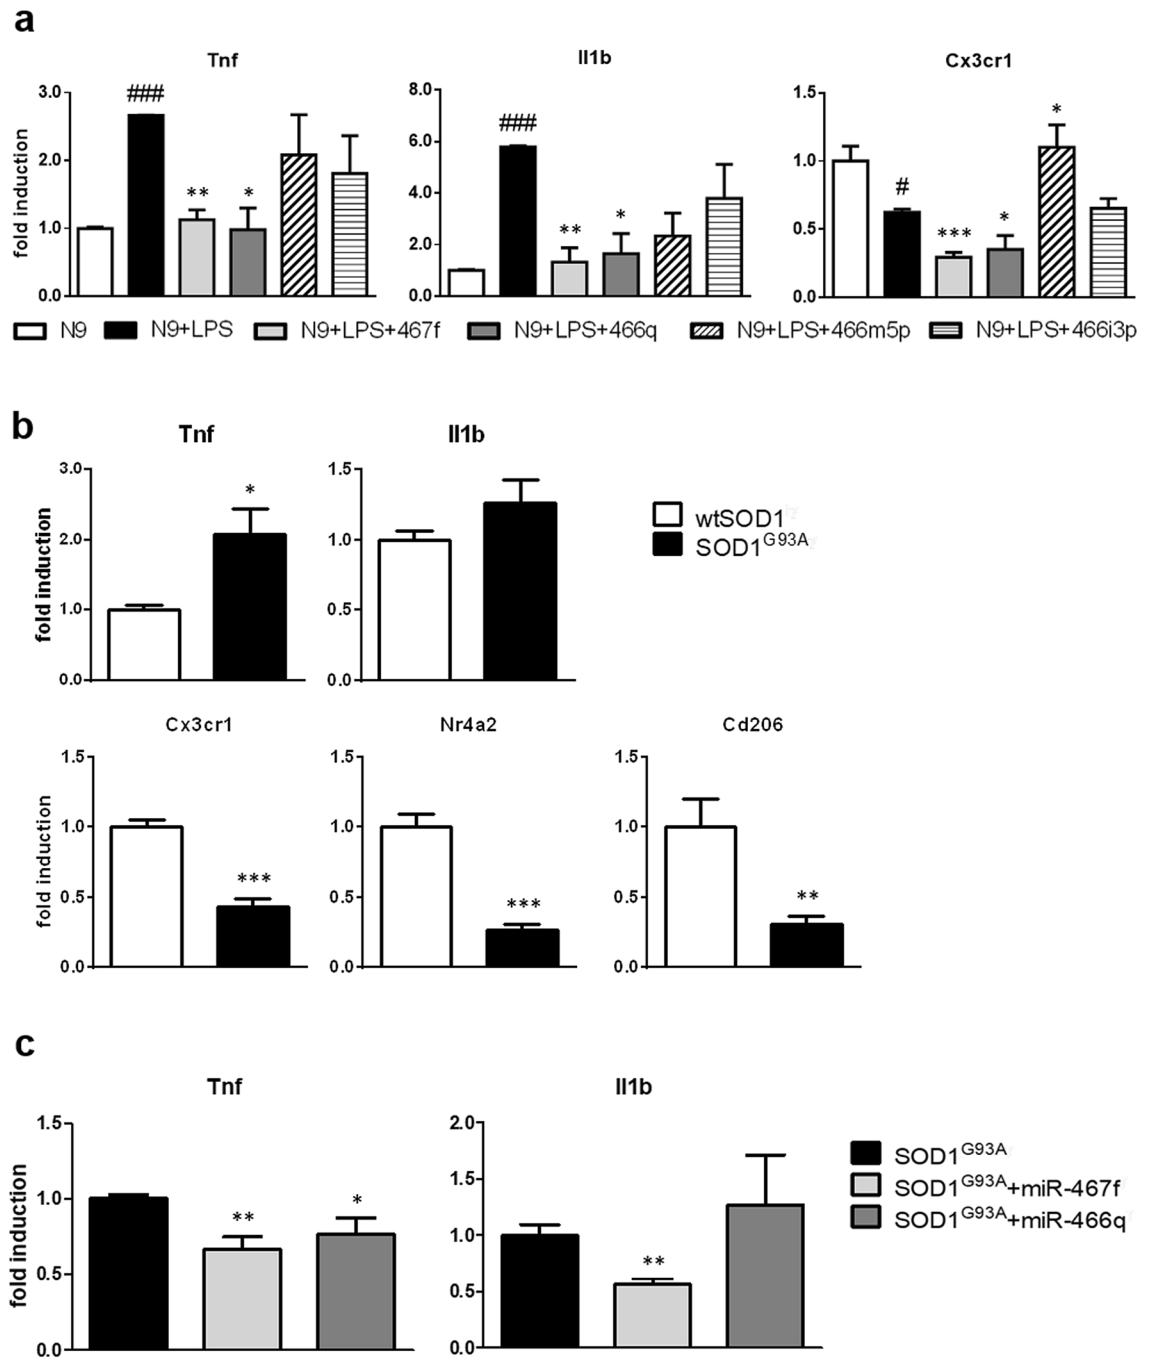 a
Tnf
Il1b
Cx3cr1
fold induction
3.0
2.0
1.0
0.0
###
**
*
8.0
6.0
4.0
2.0
0.0
###
**
*
1.5
1.0
0.5
0.0
#
***
*
*
N9
N9+LPS
N9+LPS+467f
N9+LPS+466q
N9+LPS+466m5p
N9+LPS+466i3p
b
Tnf
Il1b
fold induction
3.0
2.0
1.0
0.0
*
1.5
1.0
0.5
0.0
wtSOD1
SOD1G93A
Cx3cr1
Nr4a2
Cd206
fold induction
1.5
1.0
0.5
0.0
***
1.5
1.0
0.5
0.0
***
1.5
1.0
0.5
0.0
**
c
Tnf
Il1b
fold induction
1.5
1.0
0.5
0.0
**
*
2.0
1.5
1.0
0.5
0.0
**
SOD1G93A
SOD1G93A+miR-467f
SOD1G93A+miR-466q